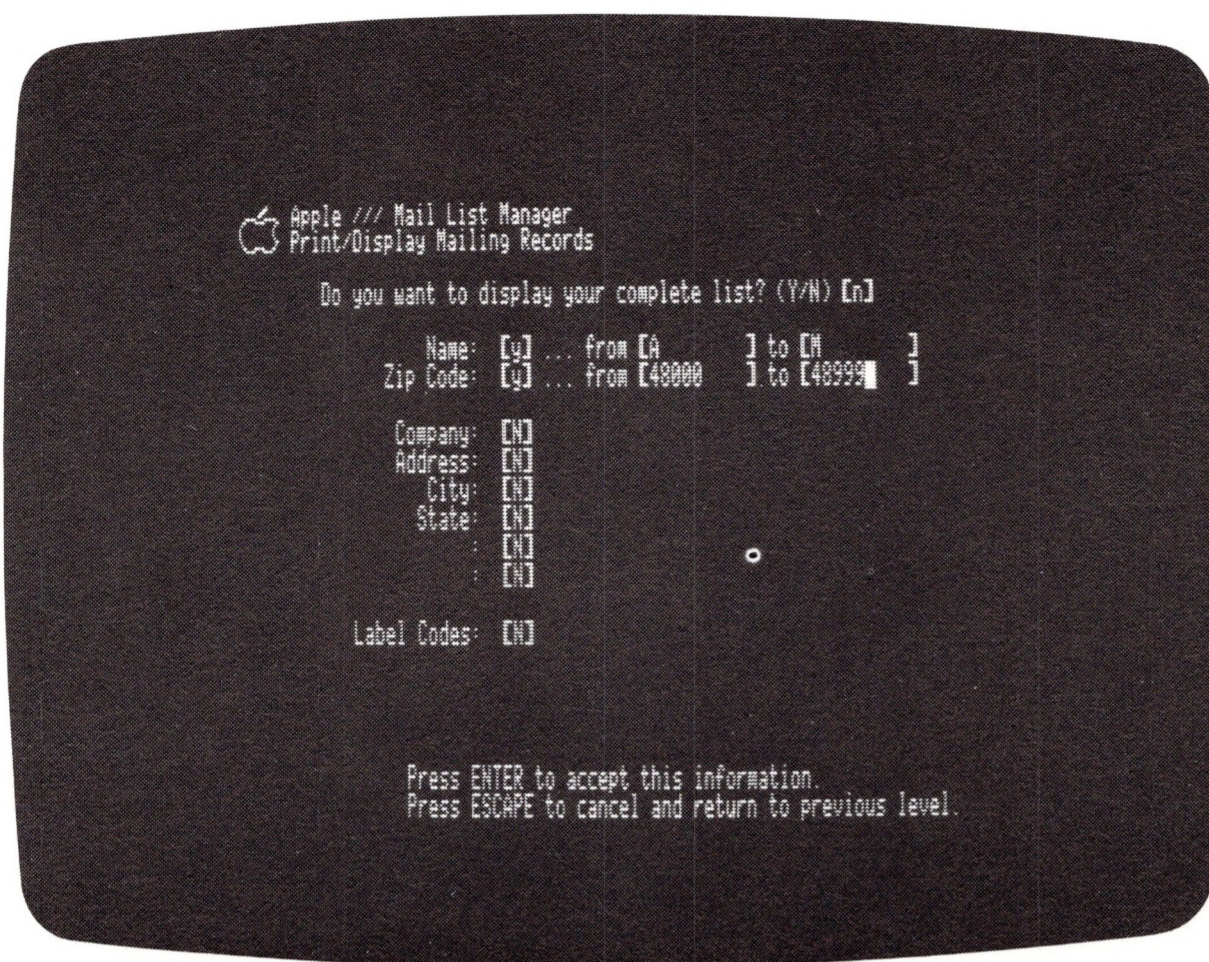 Apple /// Mail List Manager
Print/Display Mailing Records
Do you want to display your complete list? (Y/N) [n]
Name: [y] ... from [A ] to [M ]
Zip Code: [y] ... from [48000 ] to [48999 ]
Company: [N]
Address: [N]
City: [N]
State: [N]
: [N]
: [N]
Label Codes: [N]
Press ENTER to accept this information.
Press ESCAPE to cancel and return to previous level.